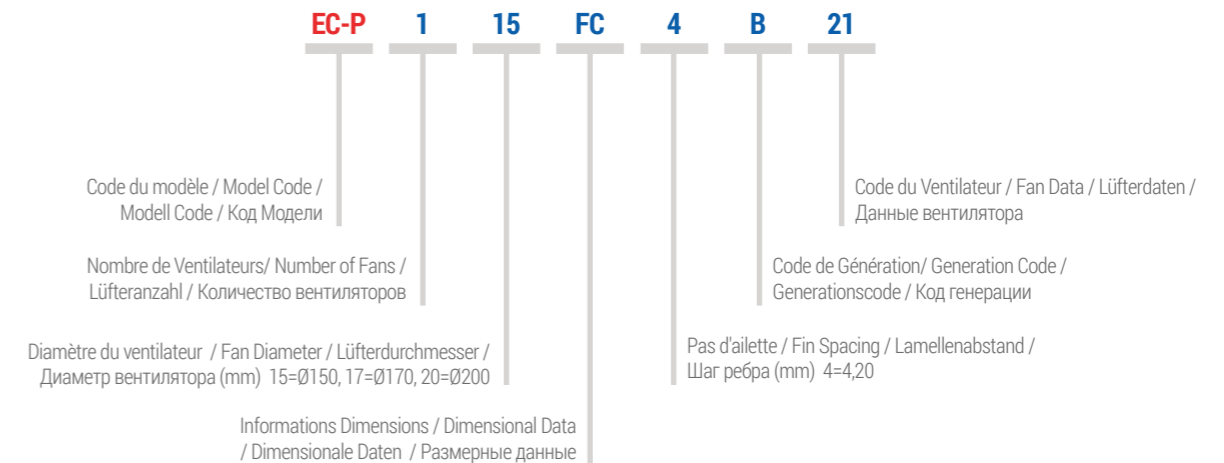 EC-P 1 15 FC 4 B 21
Code du modèle / Model Code /
Modell Code / Код Модели
Code du Ventilateur / Fan Data / Lüfterdaten /
Данные вентилятора
Nombre de Ventilateurs/ Number of Fans /
Lüfteranzahl / Количество вентиляторов
Code de Génération/ Generation Code /
Generationscode / Код генерации
Diamètre du ventilateur / Fan Diameter / Lüfterdurchmesser /
Диаметр вентилятора (mm) 15=Ø150, 17=Ø170, 20=Ø200
Pas d'ailette / Fin Spacing / Lamellenabstand /
Шаг ребра (mm) 4=4,20
Informations Dimensions / Dimensional Data
/ Dimensionale Daten / Размерные данные